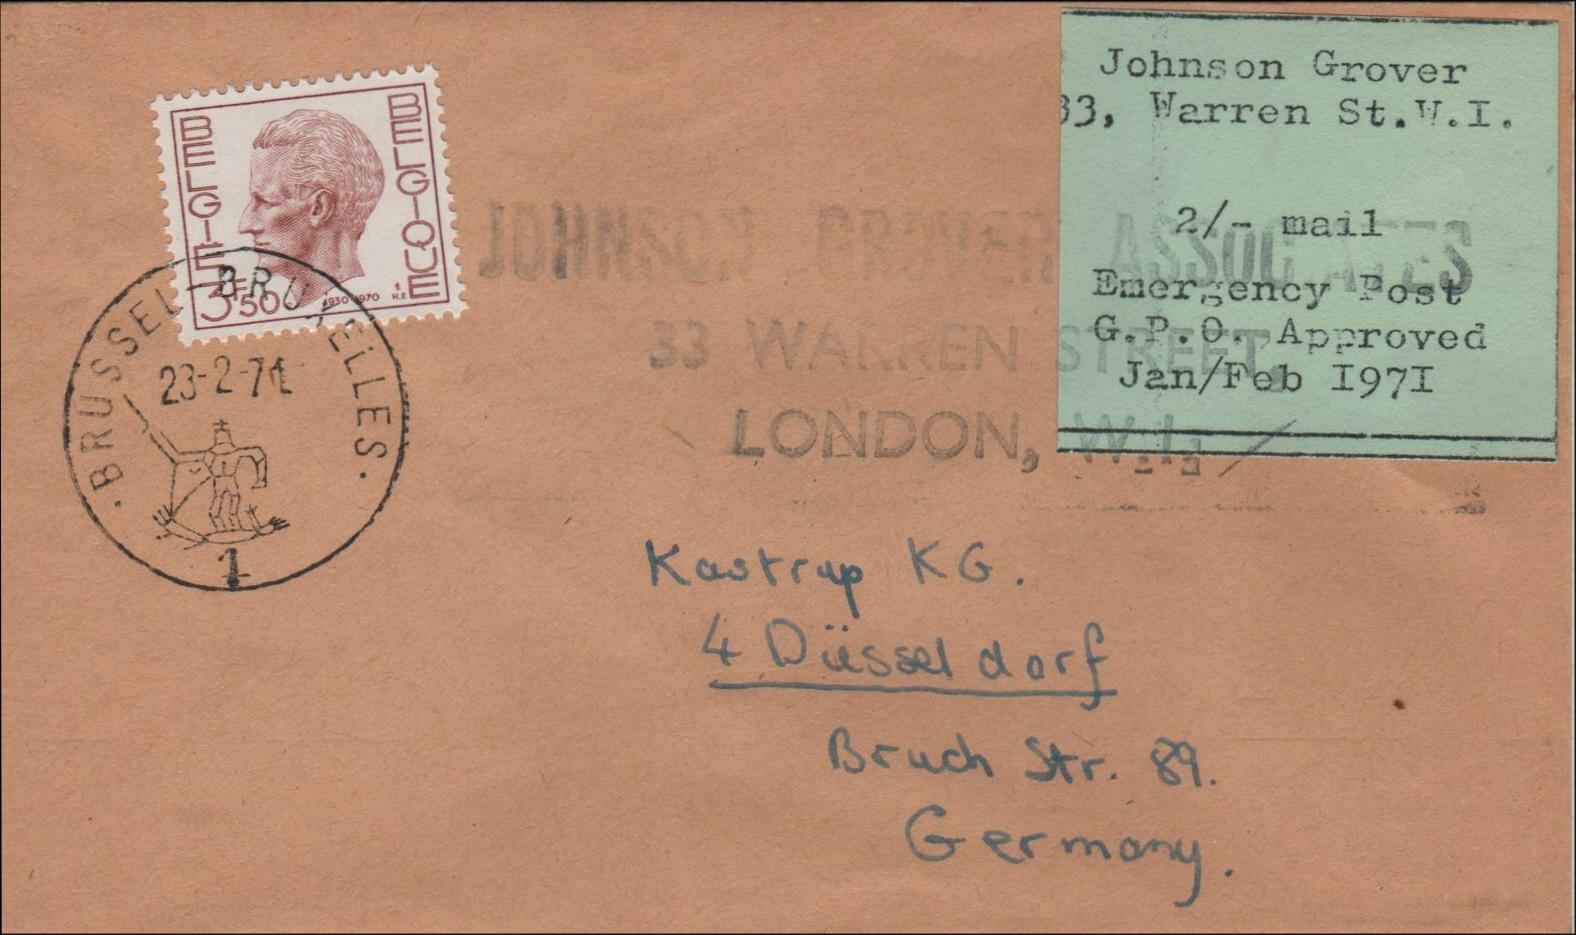 BELGIE
BELGIQUE
3F50
1930 1970
H.E
BRUSSEL-BRUXELLES
23-2-71
1
Johnson Grover
33, Warren St.W.I.
2/- mail
Emergency Post
G.P.O. Approved
Jan/Feb I97I
JOHNSON GROVER ASSOCIATES
33 WARREN STREET,
LONDON, W.1.
Kastrup KG.
4 Düsseldorf
Bruch Str. 89.
Germany.